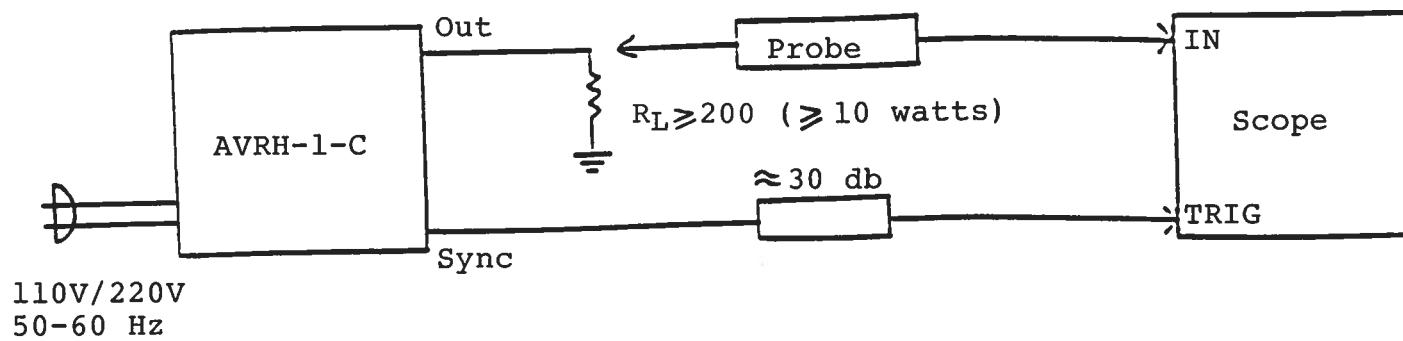 Out
Probe
IN
R_L ⩾200 (⩾10 watts)
Scope
AVRH-1-C
≈30 db
TRIG
Sync
110V/220V
50-60 Hz